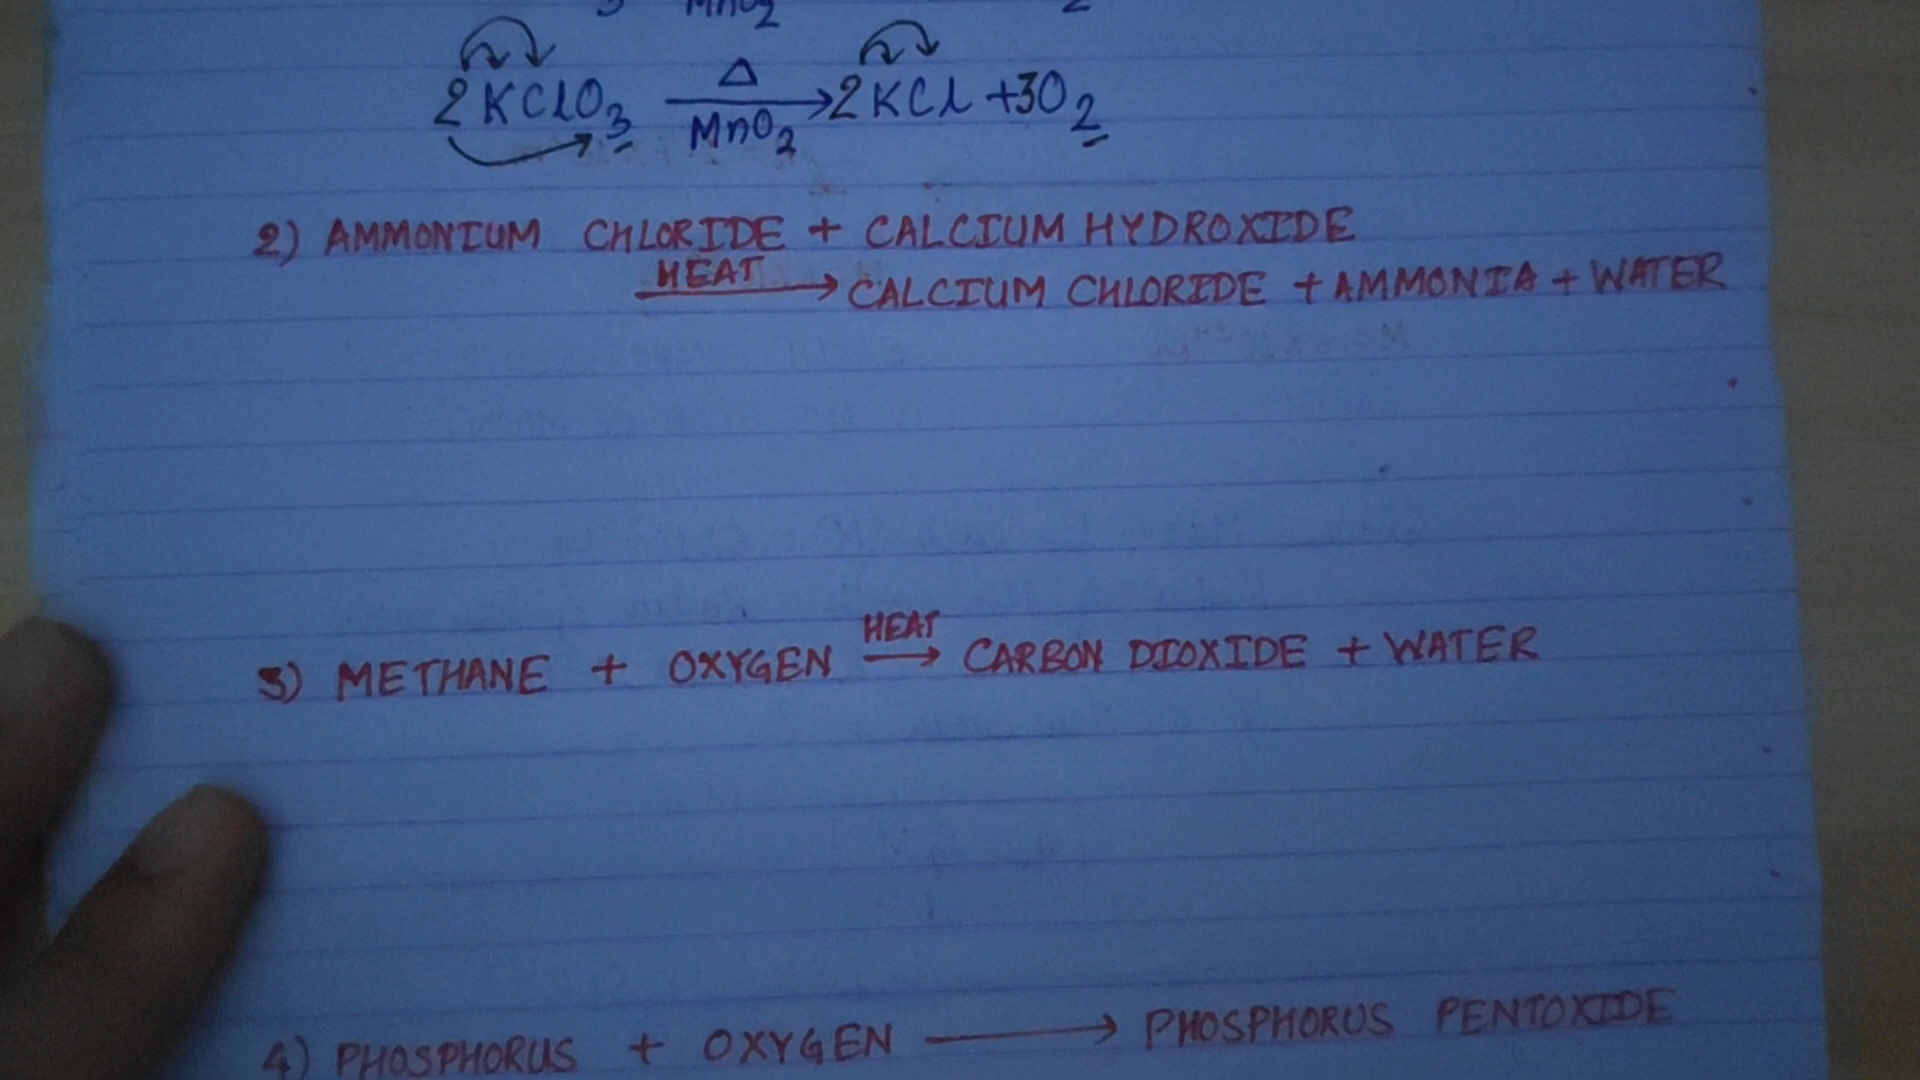 MnO2
2KClO3 Δ MnO2 → 2KCl + 3O2
2) AMMONIUM CHLORIDE + CALCIUM HYDROXIDE
HEAT → CALCIUM CHLORIDE + AMMONIA + WATER
3) METHANE + OXYGEN HEAT → CARBON DIOXIDE + WATER
4) PHOSPHORUS + OXYGEN → PHOSPHORUS PENTOXIDE